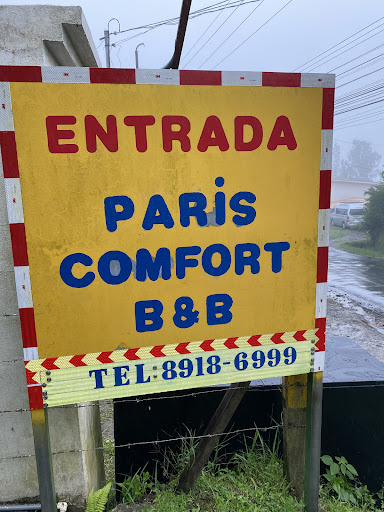 ENTRADA
PARiS
COMFORT
B&B
TEL:8918-6999